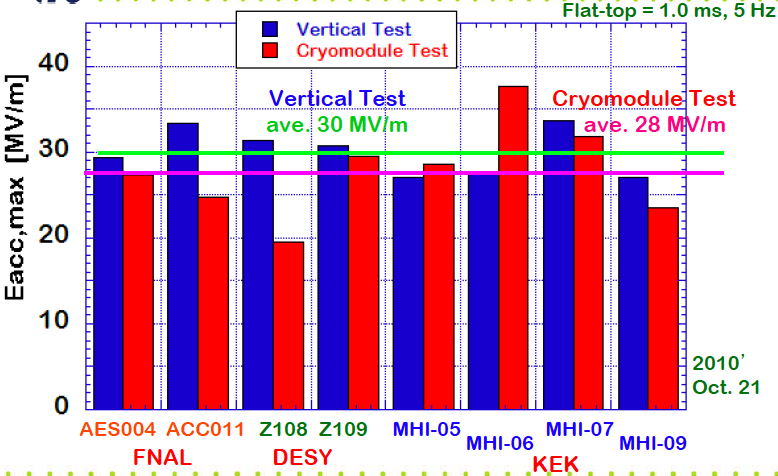 Flat-top = 1.0 ms, 5 Hz
Vertical Test
Cryomodule Test
Vertical Test
ave. 30 MV/m
Cryomodule Test
ave. 28 MV/m
Eacc,max [MV/m]
40
30
20
10
0
2010’
Oct. 21
AES004 ACC011 Z108 Z109 MHI-05 MHI-06 MHI-07 MHI-09
FNAL DESY KEK